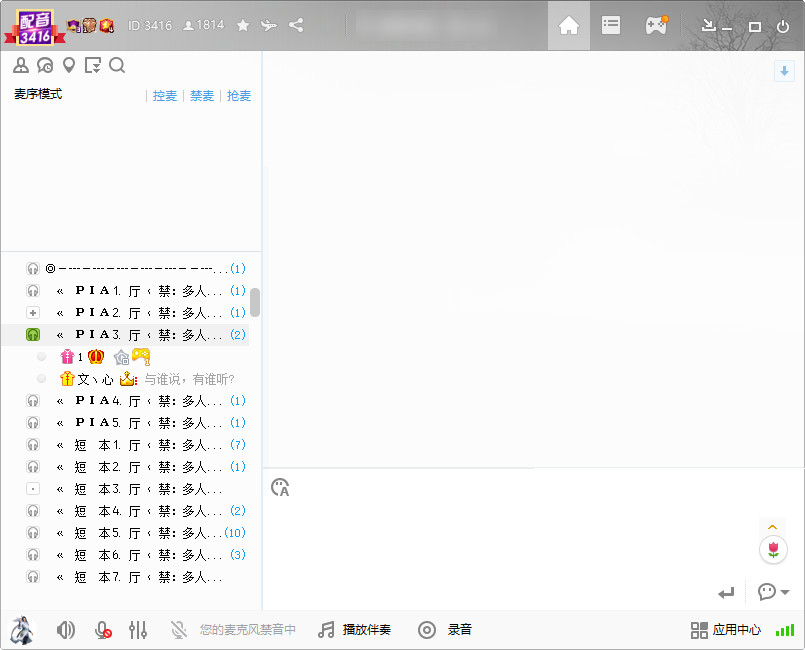 配音
3416
ID 3416
1814
麦序模式
控麦
禁麦
抢麦
◎---------------------...(1)
« ＰＩＡ1. 厅‹ 禁：多人...(1)
« ＰＩＡ2. 厅‹ 禁：多人...(1)
« ＰＩＡ3. 厅‹ 禁：多人...(2)
1
文丶心 与谁说，有谁听?
« ＰＩＡ4. 厅‹ 禁：多人...(1)
« ＰＩＡ5. 厅‹ 禁：多人...(1)
« 短 本1. 厅‹ 禁：多人...(7)
« 短 本2. 厅‹ 禁：多人...(1)
« 短 本3. 厅‹ 禁：多人...
« 短 本4. 厅‹ 禁：多人...(2)
« 短 本5. 厅‹ 禁：多人...(10)
« 短 本6. 厅‹ 禁：多人...(3)
« 短 本7. 厅‹ 禁：多人...
您的麦克风禁音中
播放伴奏
录音
应用中心